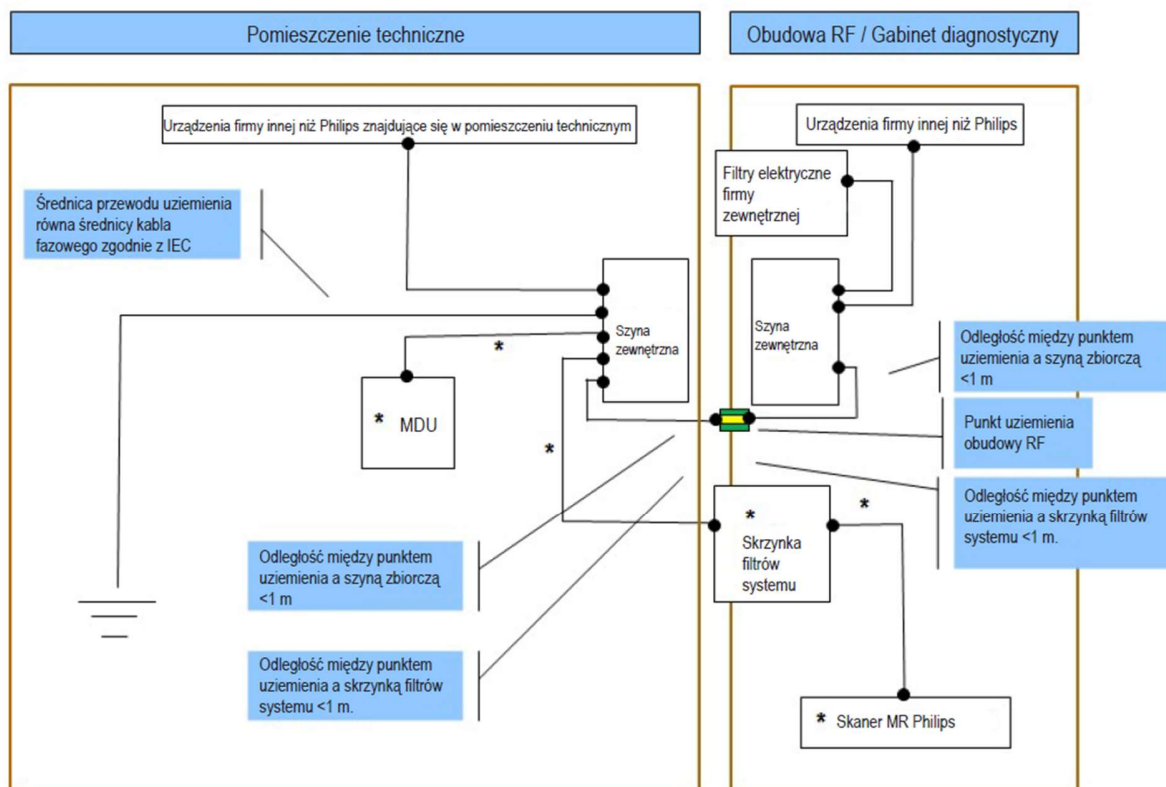 Pomieszczenie techniczne
Obudowa RF / Gabinet diagnostyczny
Urządzenia firmy innej niż Philips znajdujące się w pomieszczeniu technicznym
Urządzenia firmy innej niż Philips
Filtry elektryczne
firmy
zewnętrznej
Średnica przewodu uziemienia
równa średnicy kabla
fazowego zgodnie z IEC
Szyna
zewnętrzna
Szyna
zewnętrzna
*
* MDU
*
Odległość między punktem
uziemienia a szyną zbiorczą
<1 m
Punkt uziemienia
obudowy RF
Odległość między punktem
uziemienia a skrzynką filtrów
systemu <1 m.
*
Skrzynka
filtrów
systemu
*
Odległość między punktem
uziemienia a szyną zbiorczą
<1 m
Odległość między punktem
uziemienia a skrzynką filtrów
systemu <1 m.
* Skaner MR Philips